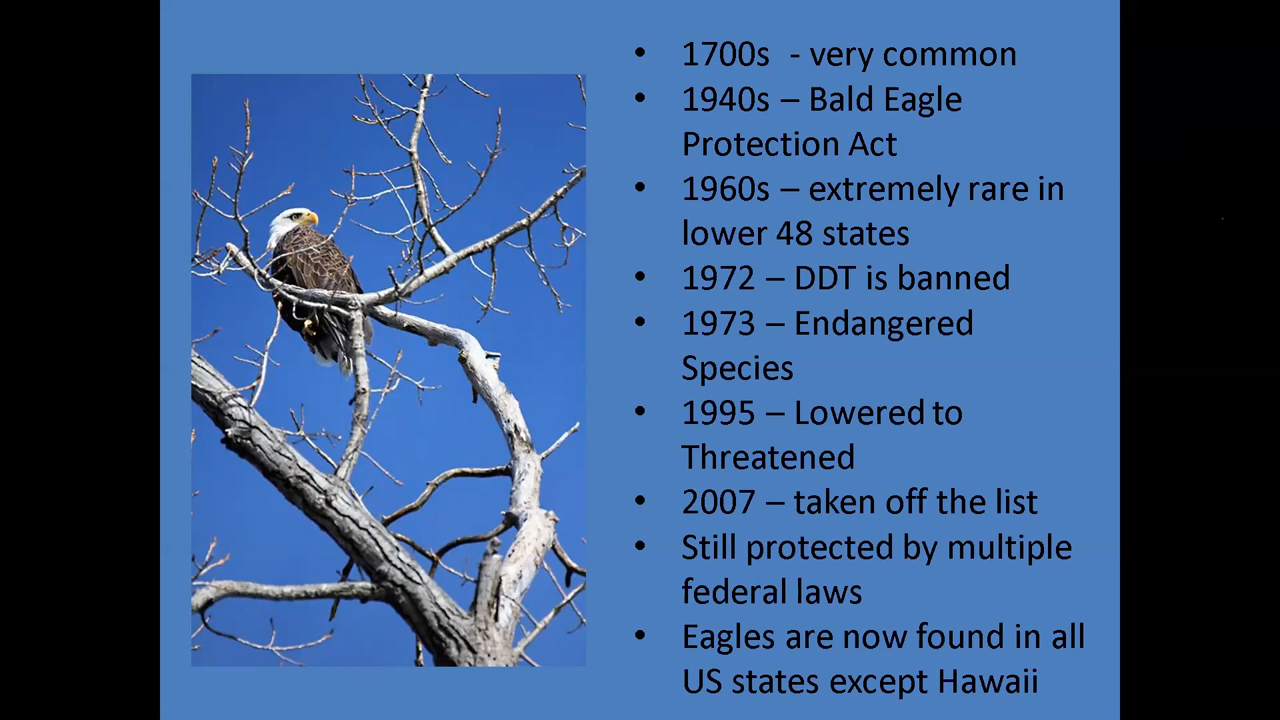 • 1700s - very common
• 1940s – Bald Eagle
Protection Act
• 1960s – extremely rare in
lower 48 states
• 1972 – DDT is banned
• 1973 – Endangered
Species
• 1995 – Lowered to
Threatened
• 2007 – taken off the list
• Still protected by multiple
federal laws
• Eagles are now found in all
US states except Hawaii